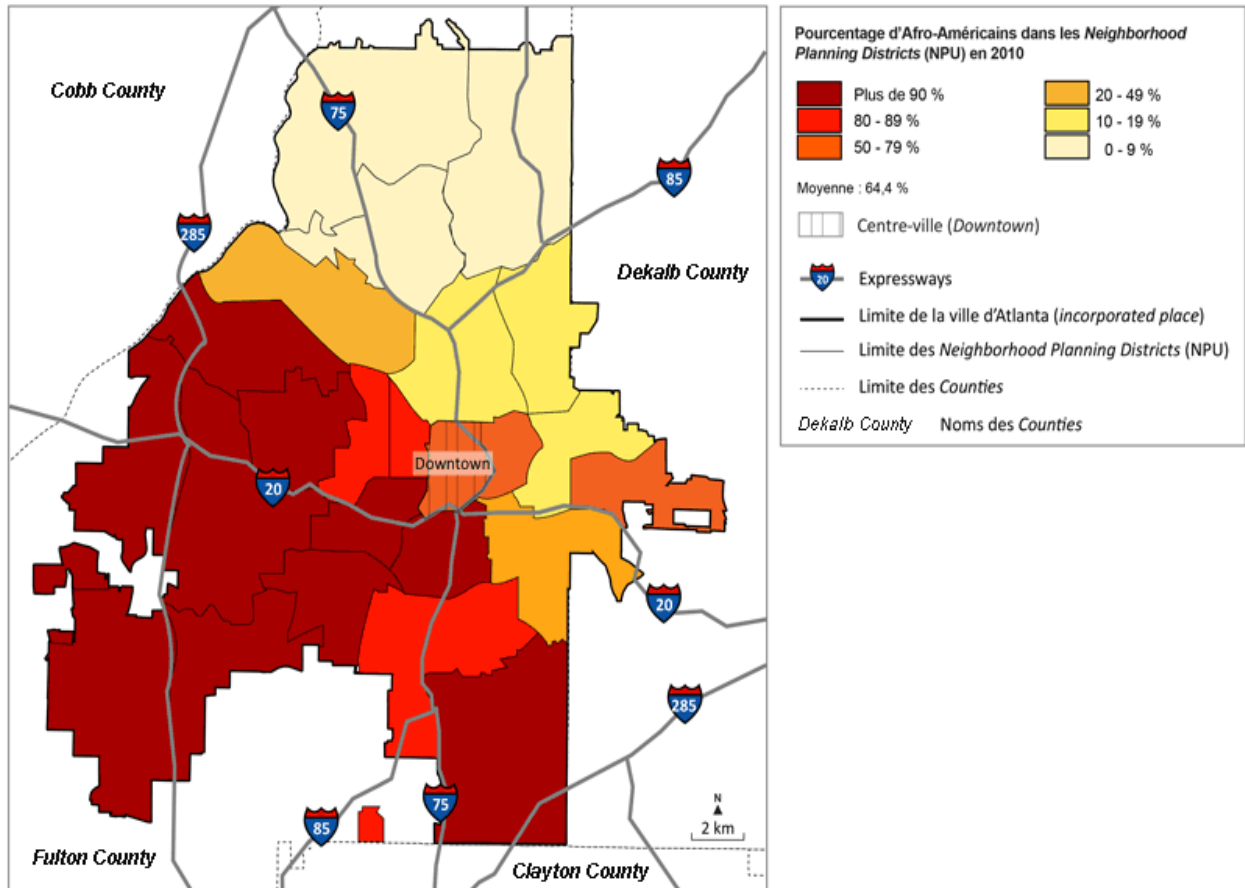 Cobb County
75
85
285
Dekalb County
Downtown
20
20
285
75
85
N
2 km
Fulton County
Clayton County
Pourcentage d'Afro-Américains dans les Neighborhood
Planning Districts (NPU) en 2010
Plus de 90 %
80 - 89 %
50 - 79 %
20 - 49 %
10 - 19 %
0 - 9 %
Moyenne : 64,4 %
Centre-ville (Downtown)
20
Expressways
Limite de la ville d'Atlanta (incorporated place)
Limite des Neighborhood Planning Districts (NPU)
Limite des Counties
Dekalb County Noms des Counties